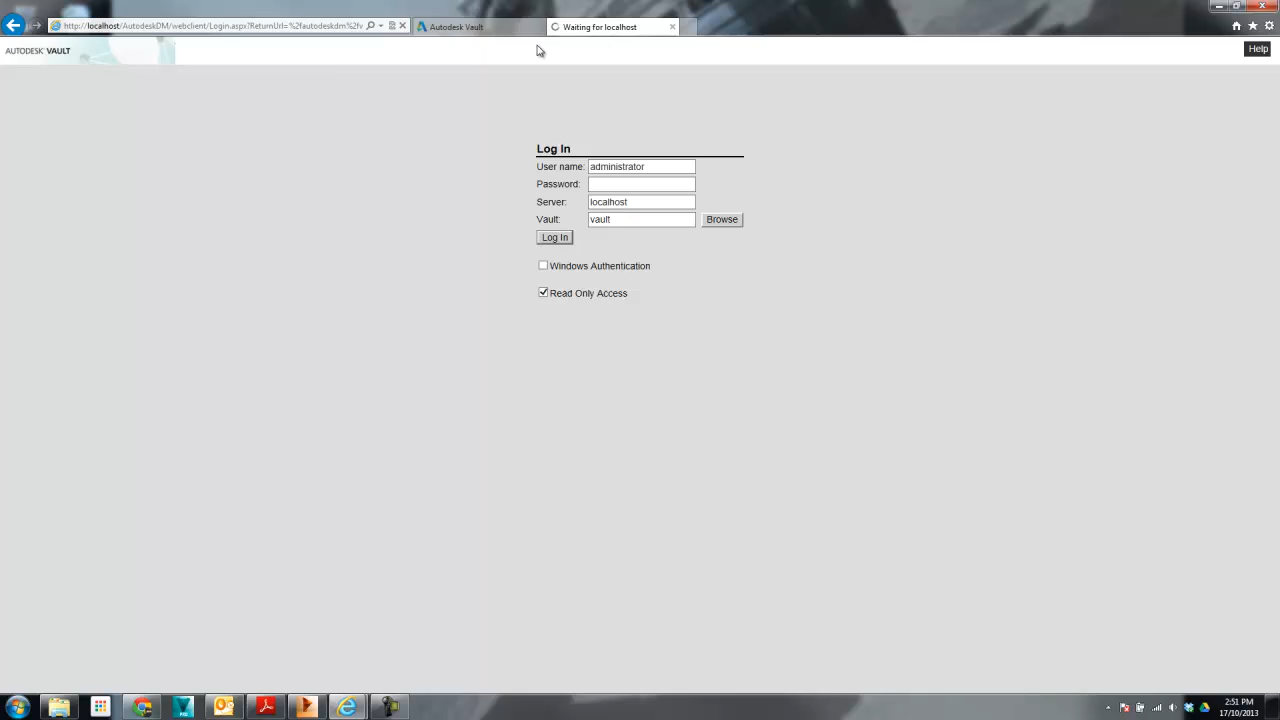 http://localhost/AutodeskDM/webclient/Login.aspx?ReturnUrl=%2fautodeskdm%2fv
Autodesk Vault
Waiting for localhost
AUTODESK VAULT
Help
Log In
User name: administrator
Password:
Server: localhost
Vault: vault Browse
Log In
Windows Authentication
Read Only Access
2:51 PM
17/10/2013